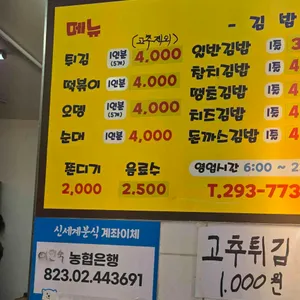 메뉴
- 김밥
(고추제외)
튀김 1인분 (5개) 4,000
떡볶이 1인분 4,000
오뎅 1인분 (5개) 4,000
순대 1인분 4,000
쫀디기 음료수
2,000 2.500
일반김밥 1줄
참치김밥 1줄
땡초김밥 1줄
치즈김밥 1줄
돈까스김밥 1줄
영업시간 6:00 ~
T.293-773
신세계분식 계좌이체
농협은행
823.02.443691
고추튀김
1.000원